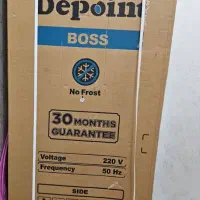 Depoint
BOSS
No Frost
30 MONTHS
GUARANTEE
Voltage 220 V
Frequency 50 Hz
SIDE